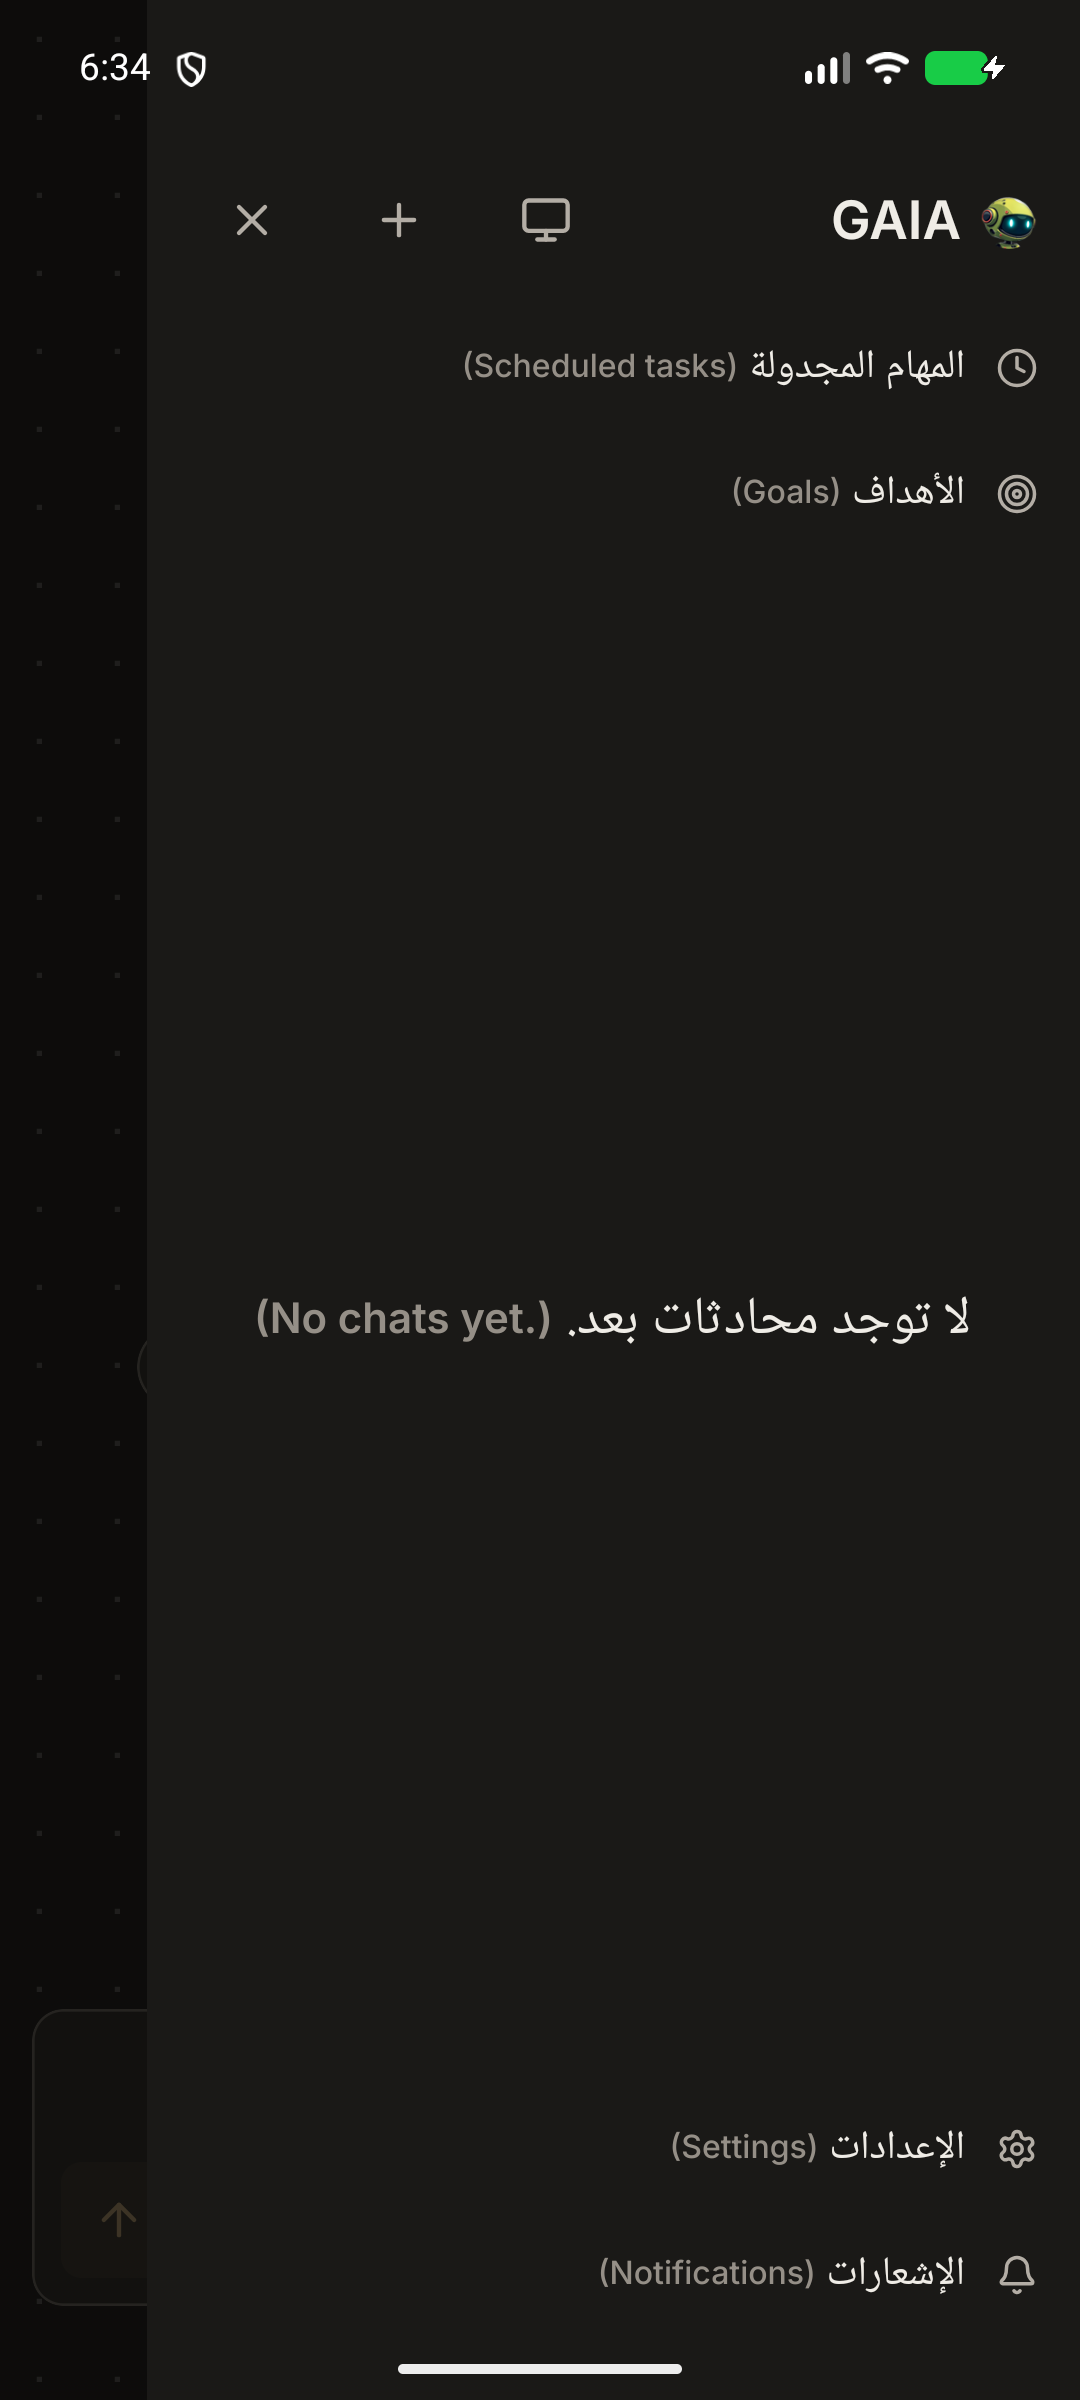 6:34
GAIA
المهام المجدولة (Scheduled tasks)
الأهداف (Goals)
لا توجد محادثات بعد. (No chats yet.)
الإعدادات (Settings)
الإشعارات (Notifications)